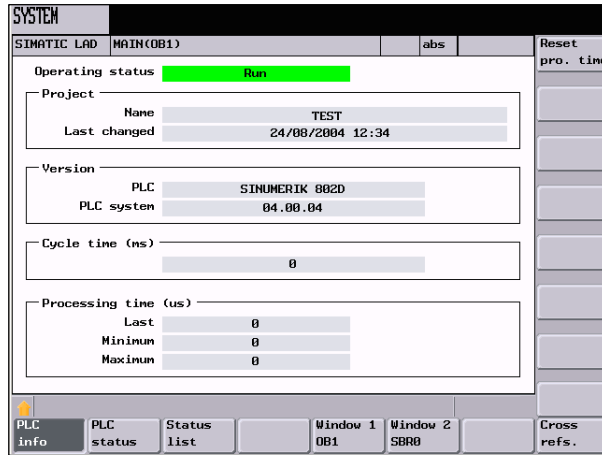 SYSTEM
SIMATIC LAD MAIN(OB1) abs
Reset
pro. time
Operating status Run
Project
Name TEST
Last changed 24/08/2004 12:34
Version
PLC SINUMERIK 802D
PLC system 04.00.04
Cycle time (ms)
0
Processing time (us)
Last 0
Minimum 0
Maximum 0
PLC
info
PLC
status
Status
list
Window 1
OB1
Window 2
SBR0
Cross
refs.